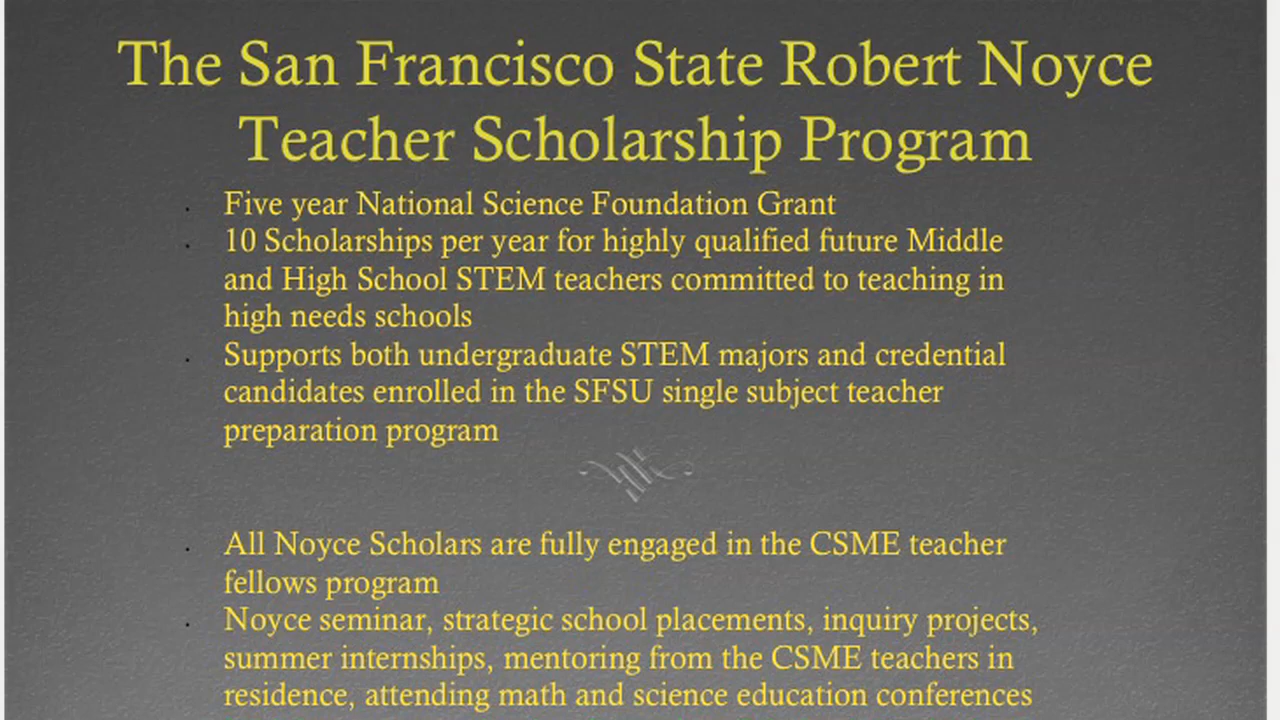 The San Francisco State Robert Noyce
Teacher Scholarship Program
Five year National Science Foundation Grant
10 Scholarships per year for highly qualified future Middle
and High School STEM teachers committed to teaching in
high needs schools
Supports both undergraduate STEM majors and credential
candidates enrolled in the SFSU single subject teacher
preparation program
All Noyce Scholars are fully engaged in the CSME teacher
fellows program
Noyce seminar, strategic school placements, inquiry projects,
summer internships, mentoring from the CSME teachers in
residence, attending math and science education conferences